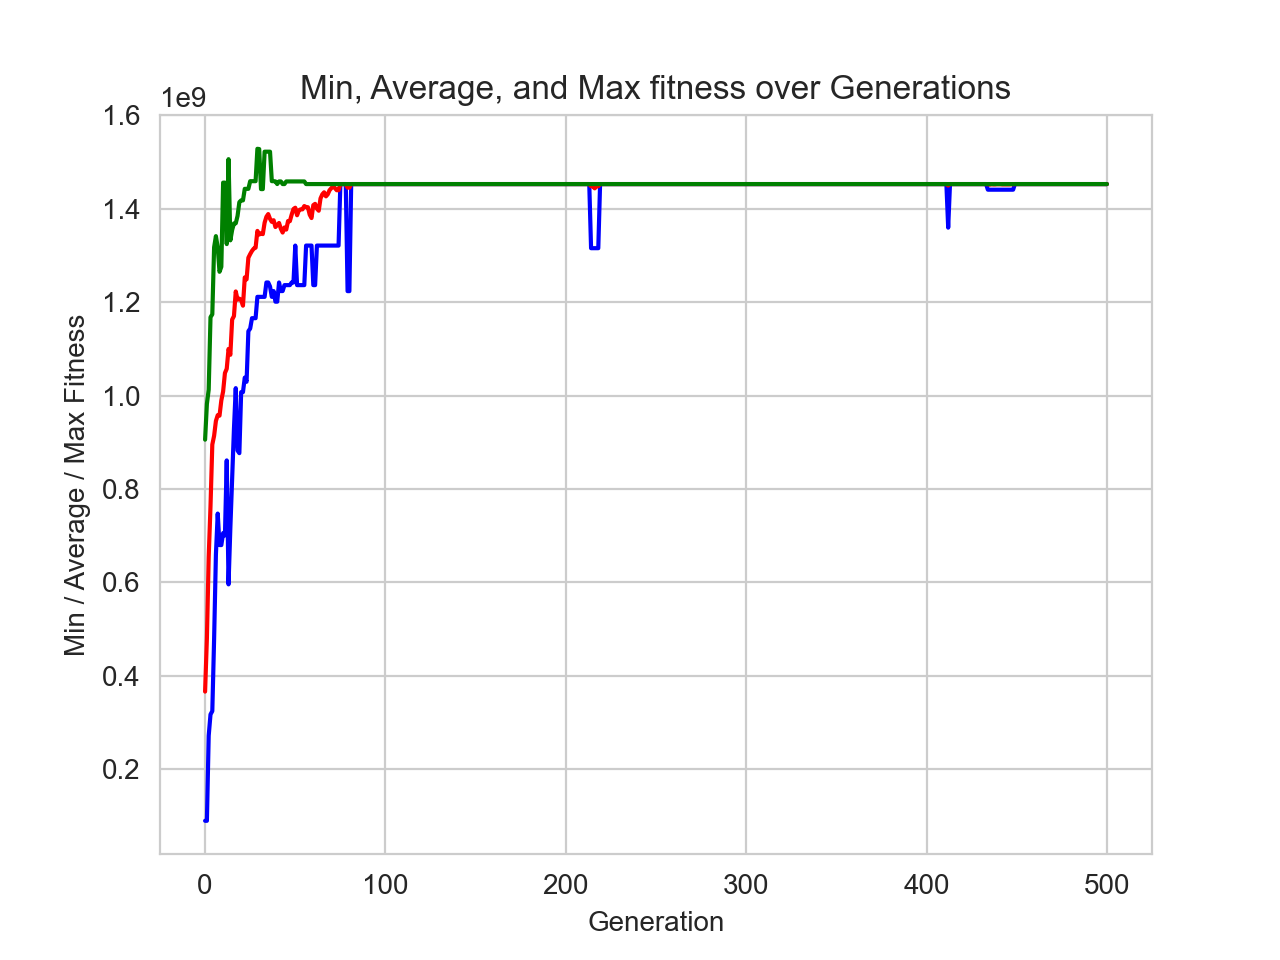 Min, Average, and Max fitness over Generations
1e9
1.6
1.4
1.2
1.0
0.8
0.6
0.4
0.2
Min / Average / Max Fitness
0 100 200 300 400 500
Generation